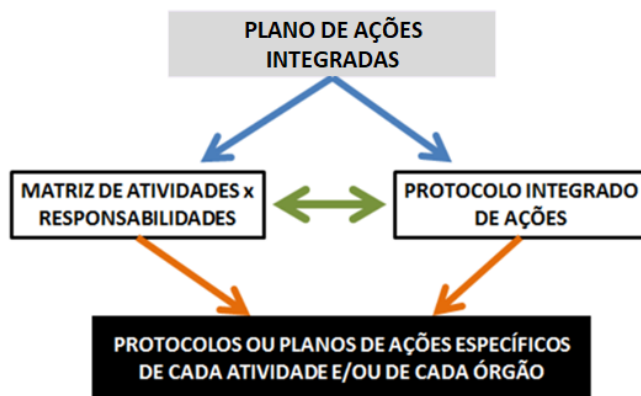 PLANO DE AÇÕES
INTEGRADAS
MATRIZ DE ATIVIDADES x
RESPONSABILIDADES
PROTOCOLO INTEGRADO
DE AÇÕES
PROTOCOLOS OU PLANOS DE AÇÕES ESPECÍFICOS
DE CADA ATIVIDADE E/OU DE CADA ÓRGÃO